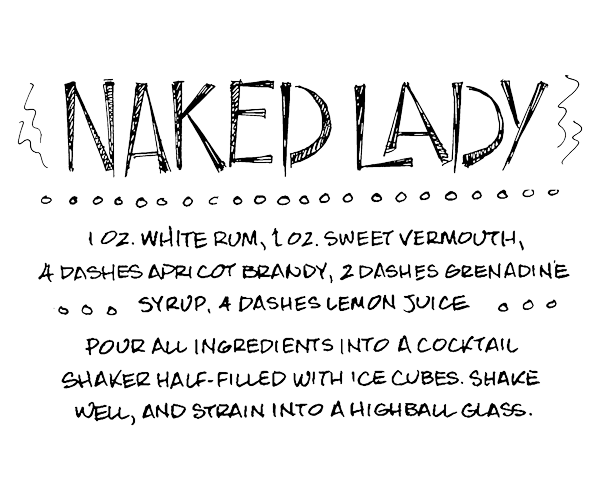 NAKED LADY
1 OZ. WHITE RUM, 1 OZ. SWEET VERMOUTH,
4 DASHES APRICOT BRANDY, 2 DASHES GRENADINE
SYRUP, 4 DASHES LEMON JUICE
POUR ALL INGREDIENTS INTO A COCKTAIL
SHAKER HALF-FILLED WITH ICE CUBES. SHAKE
WELL, AND STRAIN INTO A HIGHBALL GLASS.